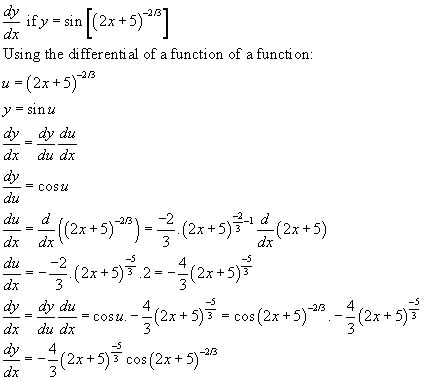 dy/dx if y = sin[(2x+5)^{-2/3}]
Using the differential of a function of a function:
u = (2x+5)^{-2/3}
y = sin u
dy/dx = dy/du du/dx
dy/du = cos u
du/dx = d/dx((2x+5)^{-2/3}) = -2/3 . (2x+5)^{-2/3-1} d/dx(2x+5)
du/dx = - -2/3 . (2x+5)^{-5/3} . 2 = -4/3(2x+5)^{-5/3}
dy/dx = dy/du du/dx = cos u . -4/3(2x+5)^{-5/3} = cos(2x+5)^{-2/3} . -4/3(2x+5)^{-5/3}
dy/dx = -4/3(2x+5)^{-5/3} cos(2x+5)^{-2/3}